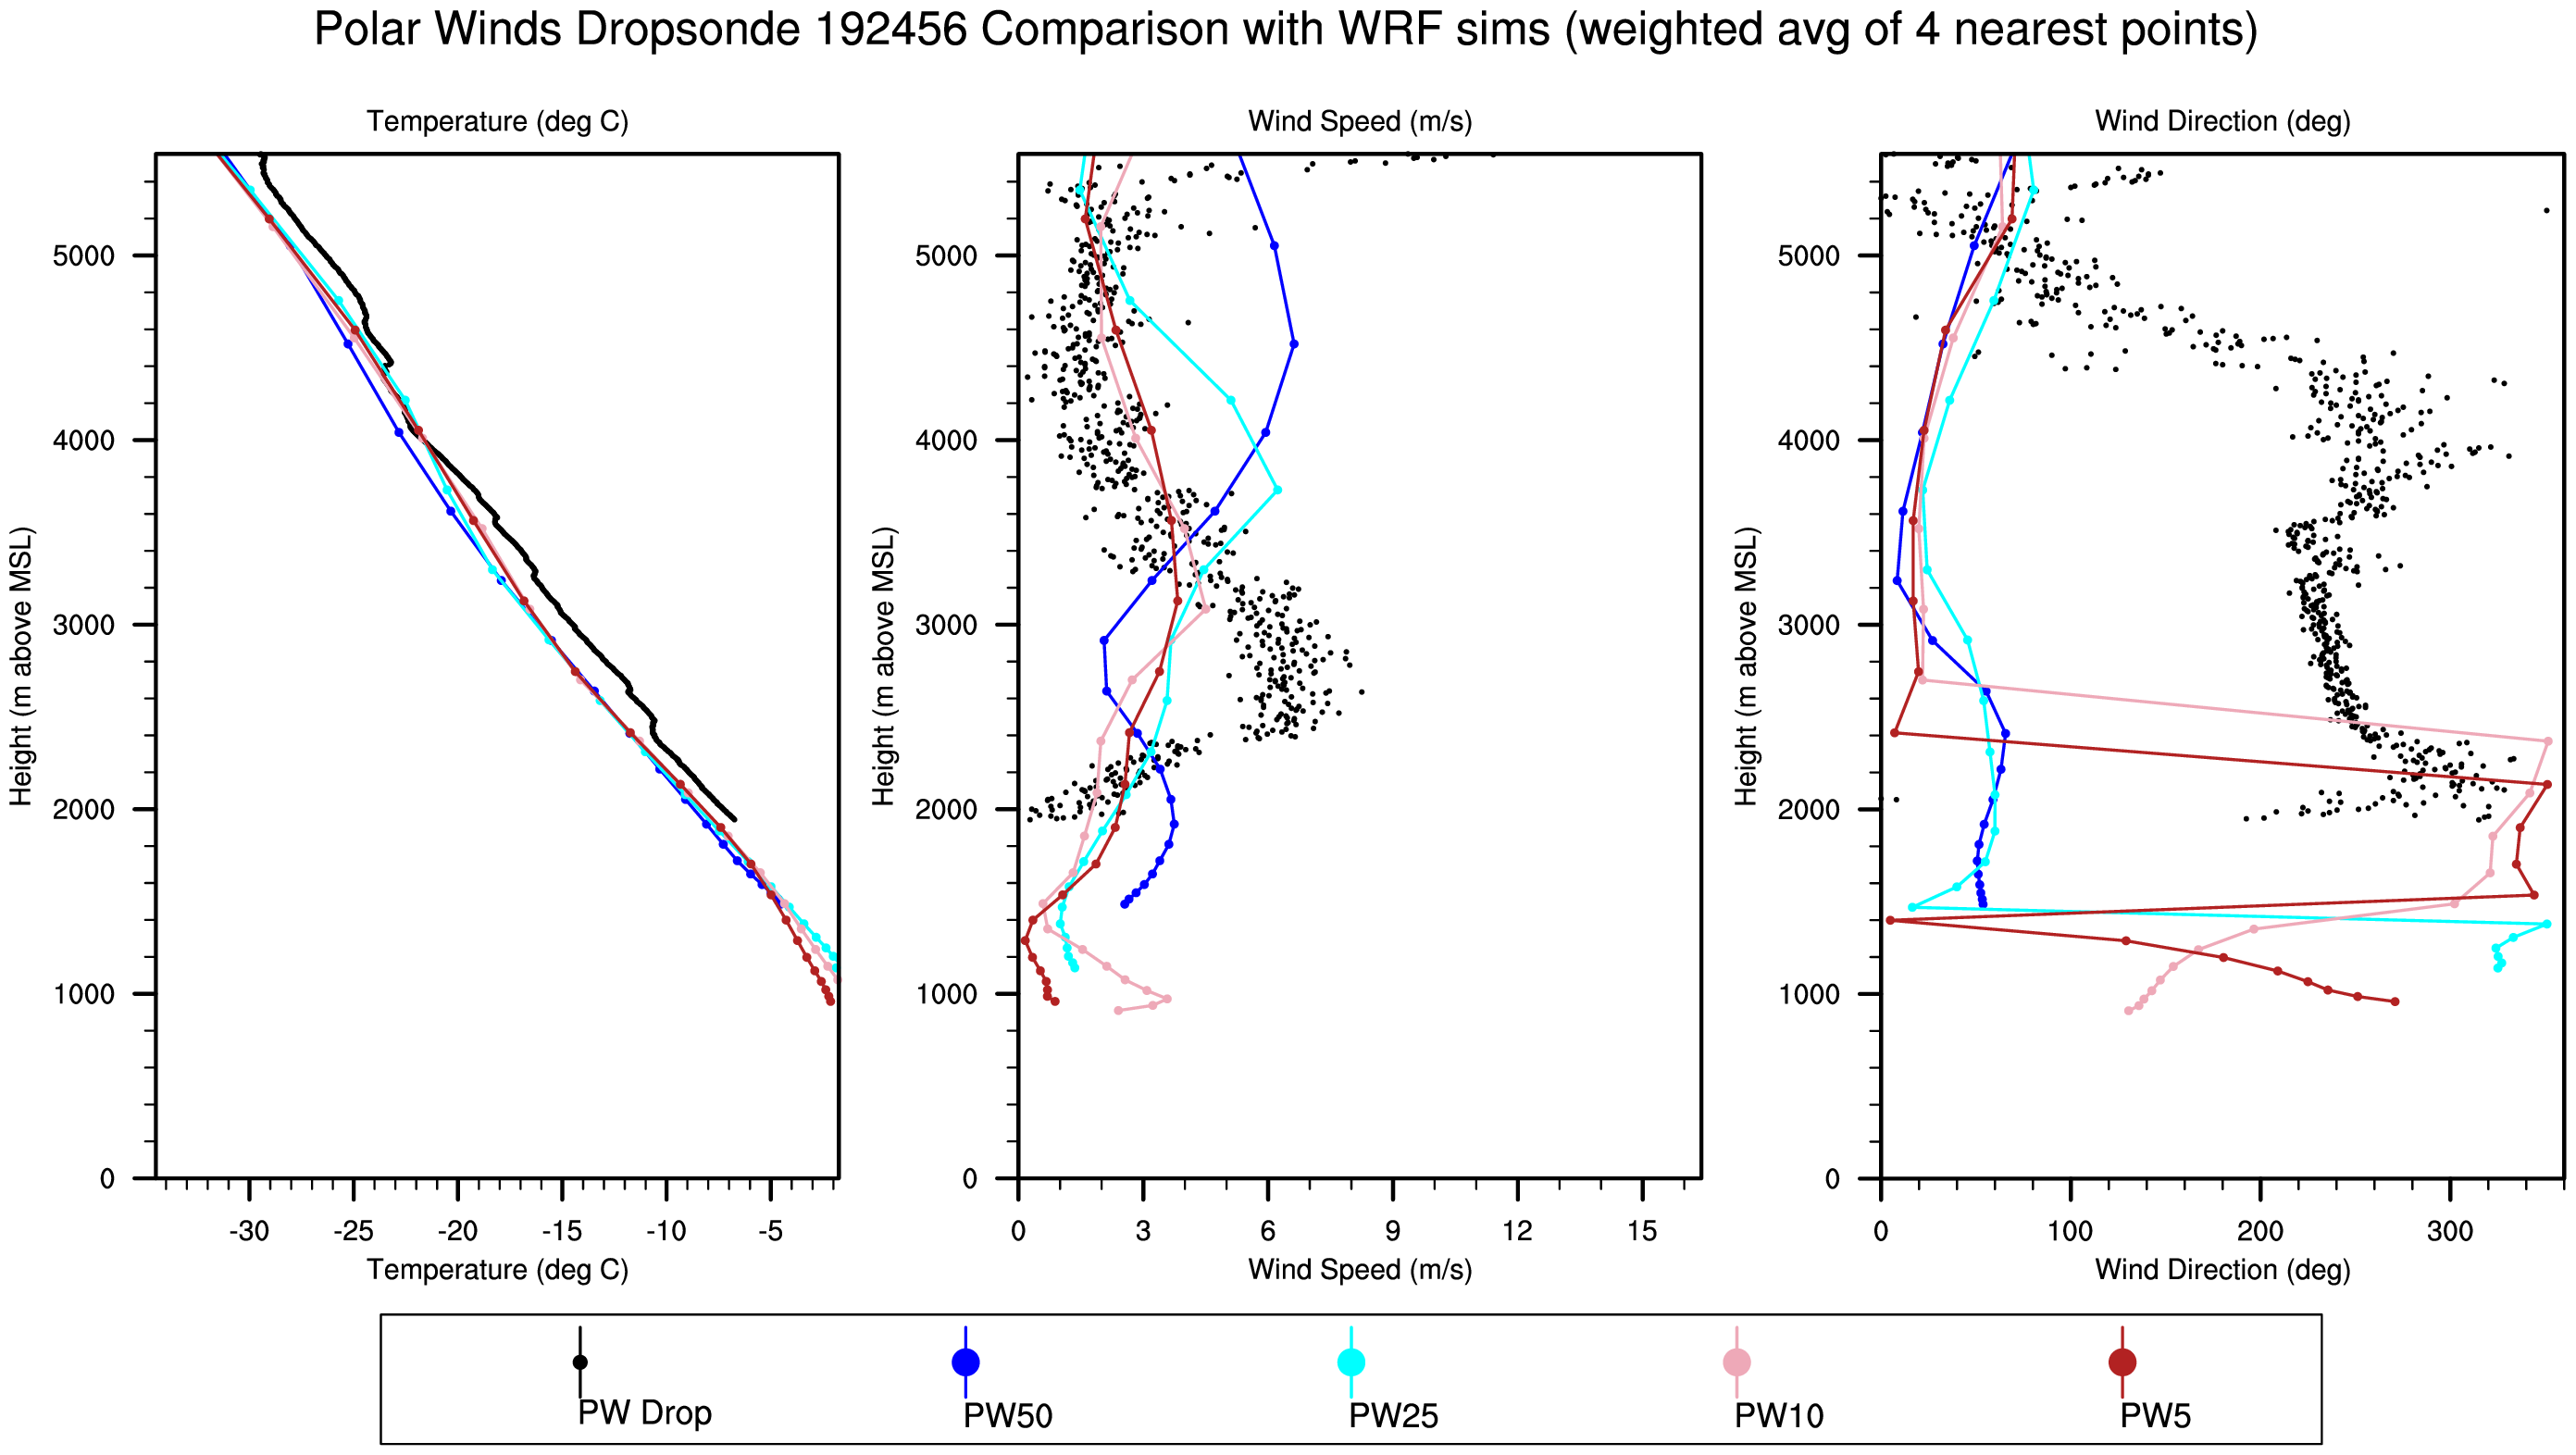 Polar Winds Dropsonde 192456 Comparison with WRF sims (weighted avg of 4 nearest points)
Temperature (deg C)
Height (m above MSL)
5000
4000
3000
2000
1000
0
-30 -25 -20 -15 -10 -5
Temperature (deg C)
Wind Speed (m/s)
Height (m above MSL)
5000
4000
3000
2000
1000
0
0 3 6 9 12 15
Wind Speed (m/s)
Wind Direction (deg)
Height (m above MSL)
5000
4000
3000
2000
1000
0
0 100 200 300
Wind Direction (deg)
PW Drop PW50 PW25 PW10 PW5